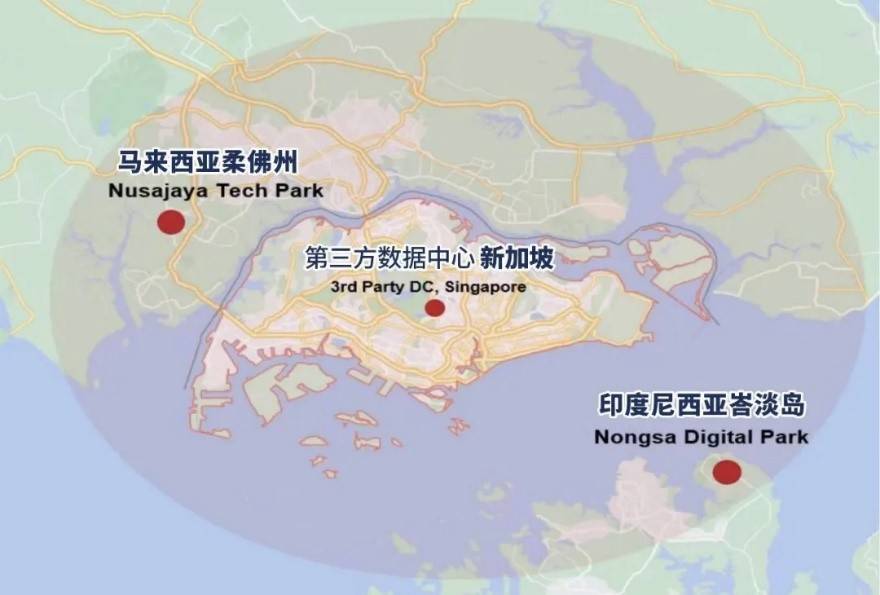 马来西亚柔佛州
Nusajaya Tech Park
第三方数据中心 新加坡
3rd Party DC, Singapore
印度尼西亚峇淡岛
Nongsa Digital Park